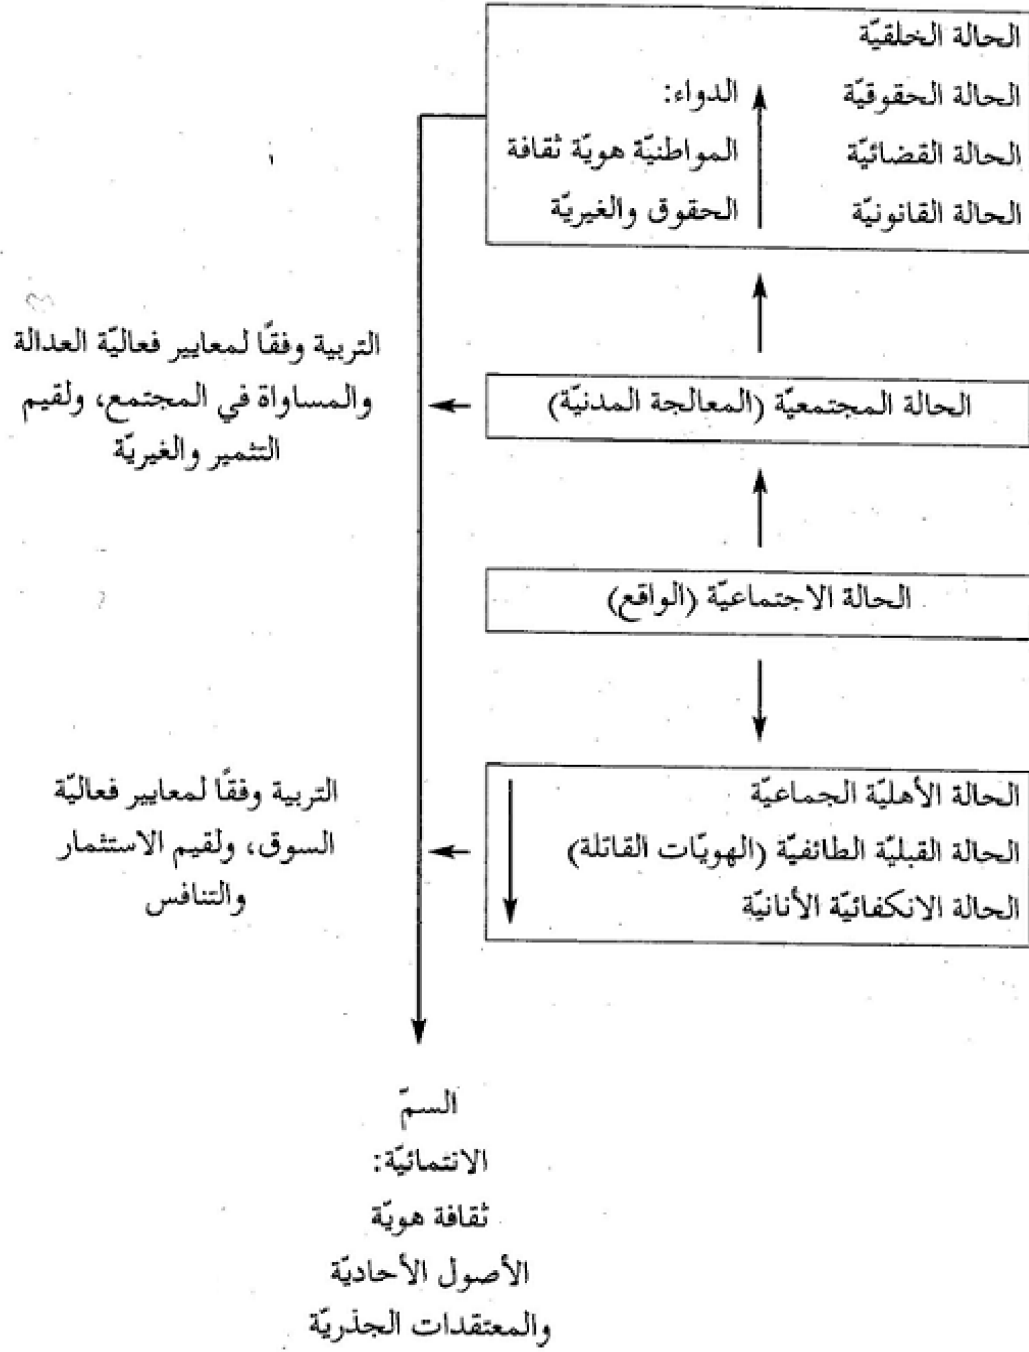 الحالة الخلقيّة
الحالة الحقوقيّة
الحالة القضائيّة
الحالة القانونيّة
الدواء:
المواطنيّة هويّة ثقافة
الحقوق والغيريّة
الحالة المجتمعيّة (المعالجة المدنيّة)
التربية وفقًا لمعايير فعاليّة العدالة
والمساواة في المجتمع، ولقيم
التثمير والغيريّة
الحالة الاجتماعيّة (الواقع)
الحالة الأهليّة الجماعيّة
الحالة القبليّة الطائفيّة (الهويّات القاتلة)
الحالة الانكفائيّة الأنانيّة
التربية وفقًا لمعايير فعاليّة
السوق، ولقيم الاستثمار
والتنافس
السمّ
الانتمائيّة:
ثقافة هويّة
الأصول الأحاديّة
والمعتقدات الجذريّة